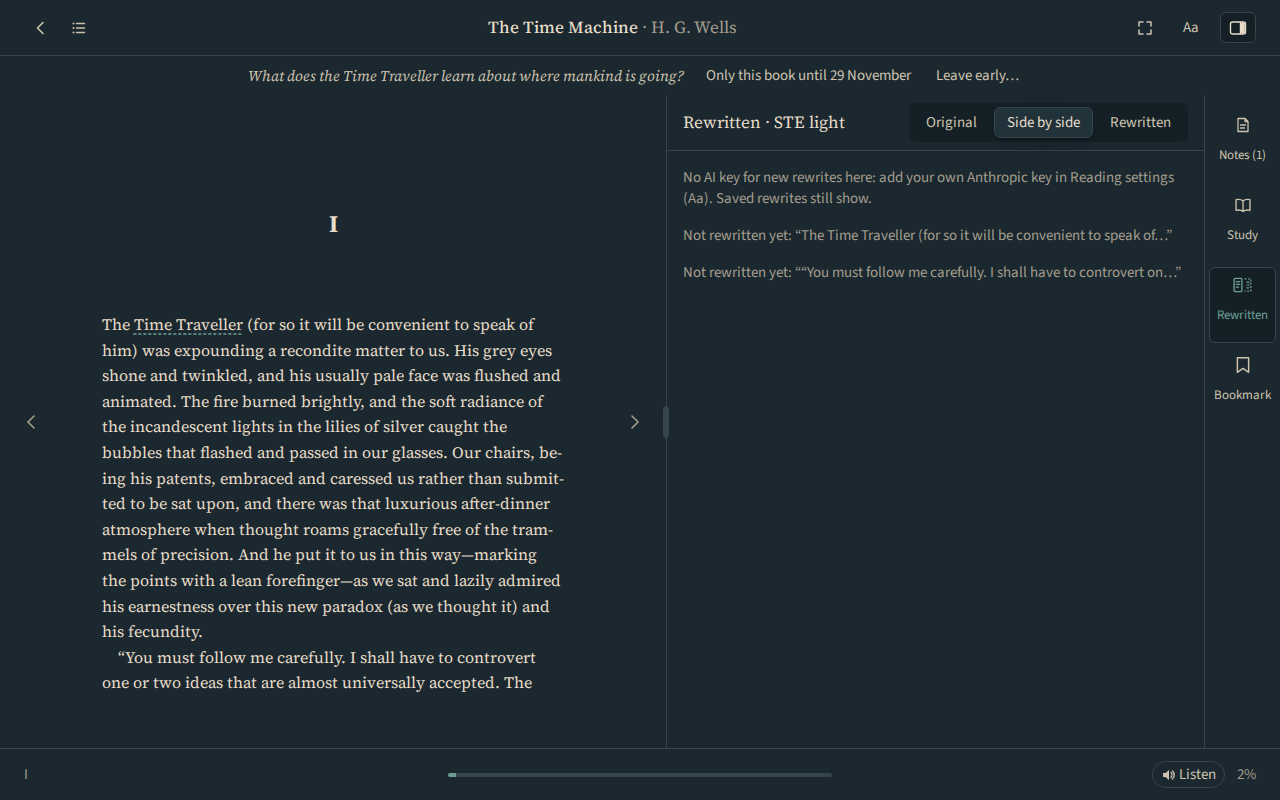 The Time Machine · H. G. Wells
Aa
What does the Time Traveller learn about where mankind is going? Only this book until 29 November Leave early…
I
The Time Traveller (for so it will be convenient to speak of
him) was expounding a recondite matter to us. His grey eyes
shone and twinkled, and his usually pale face was flushed and
animated. The fire burned brightly, and the soft radiance of
the incandescent lights in the lilies of silver caught the
bubbles that flashed and passed in our glasses. Our chairs, be-
ing his patents, embraced and caressed us rather than submit-
ted to be sat upon, and there was that luxurious after-dinner
atmosphere when thought roams gracefully free of the tram-
mels of precision. And he put it to us in this way—marking
the points with a lean forefinger—as we sat and lazily admired
his earnestness over this new paradox (as we thought it) and
his fecundity.
“You must follow me carefully. I shall have to controvert
one or two ideas that are almost universally accepted. The
Rewritten · STE light
Original Side by side Rewritten
No AI key for new rewrites here: add your own Anthropic key in Reading settings
(Aa). Saved rewrites still show.
Not rewritten yet: “The Time Traveller (for so it will be convenient to speak of…”
Not rewritten yet: ““You must follow me carefully. I shall have to controvert on…”
Notes (1)
Study
Rewritten
Bookmark
I
Listen 2%